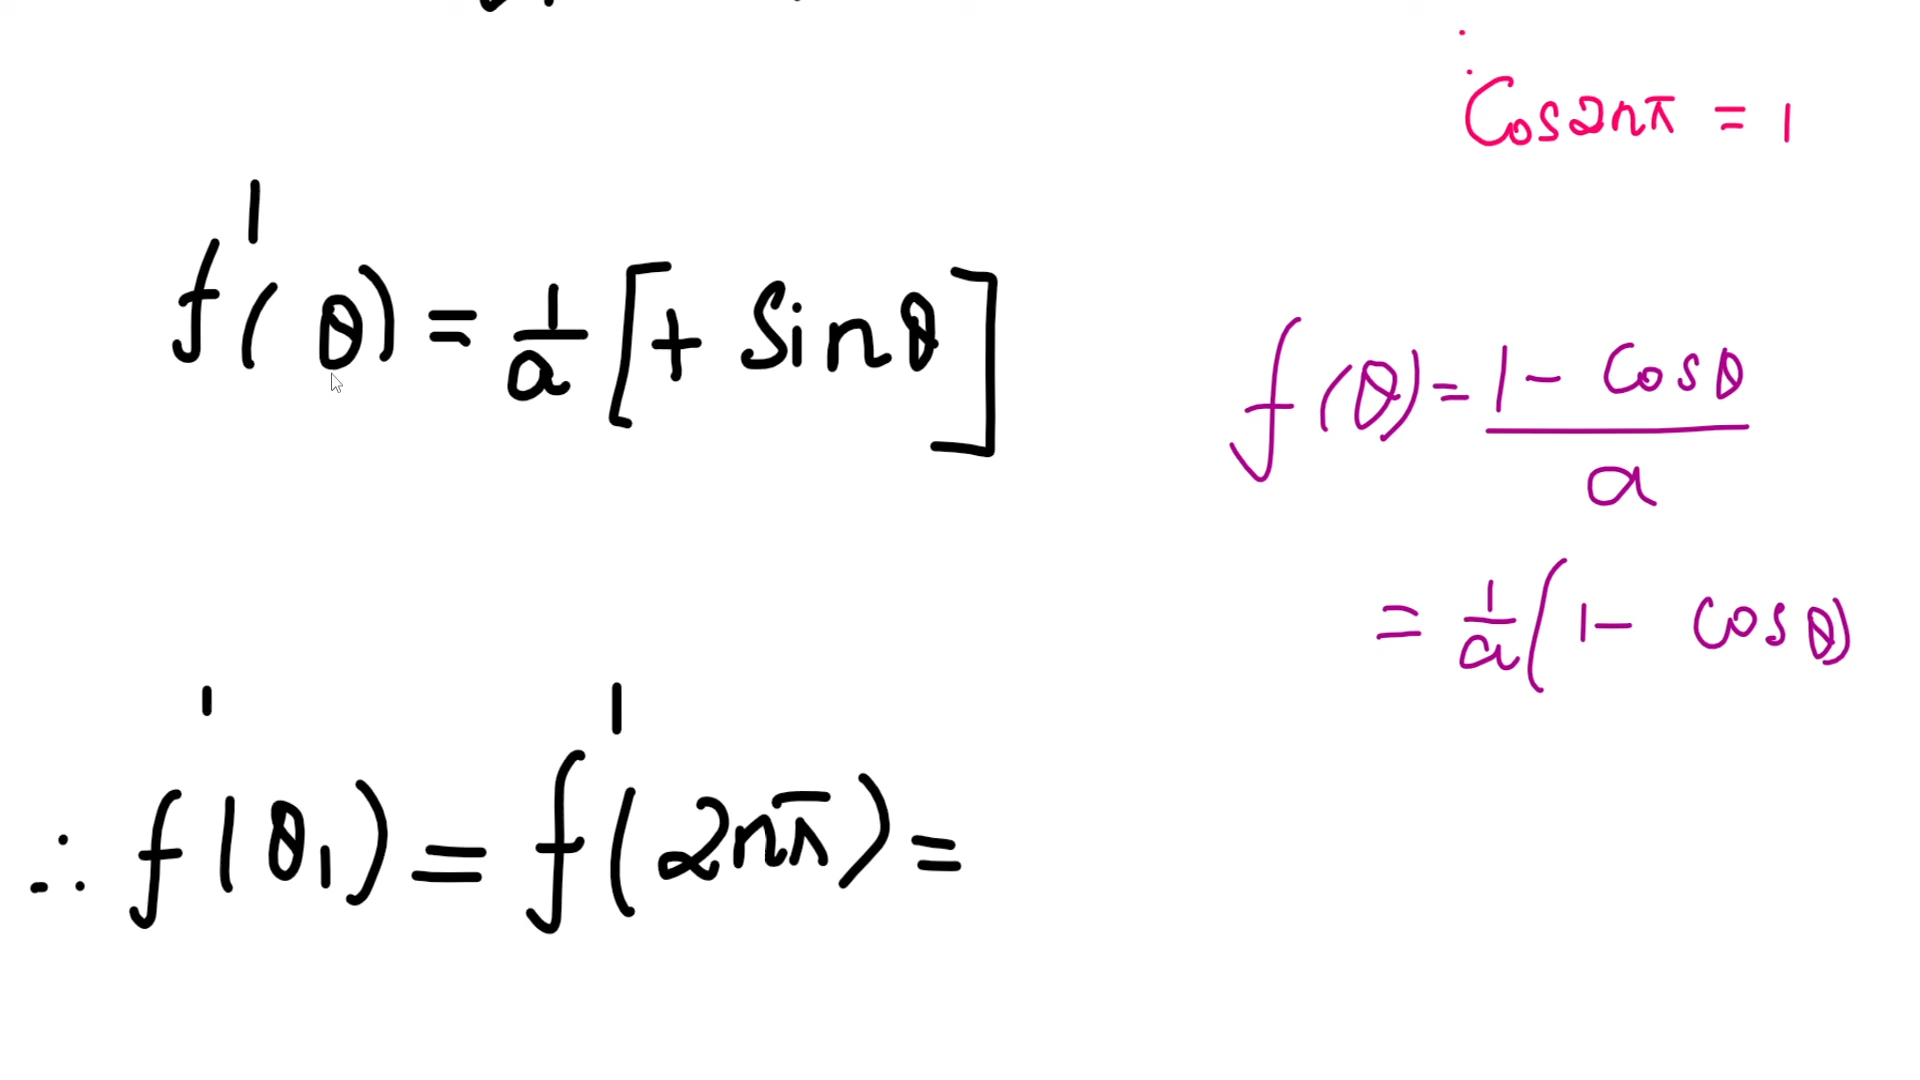 Cos2nπ = 1
f'(θ) = 1/a [+ Sinθ]
f(θ) = 1 - Cosθ / a
= 1/a (1 - Cosθ)
∴ f'(θ₁) = f'(2nπ) =